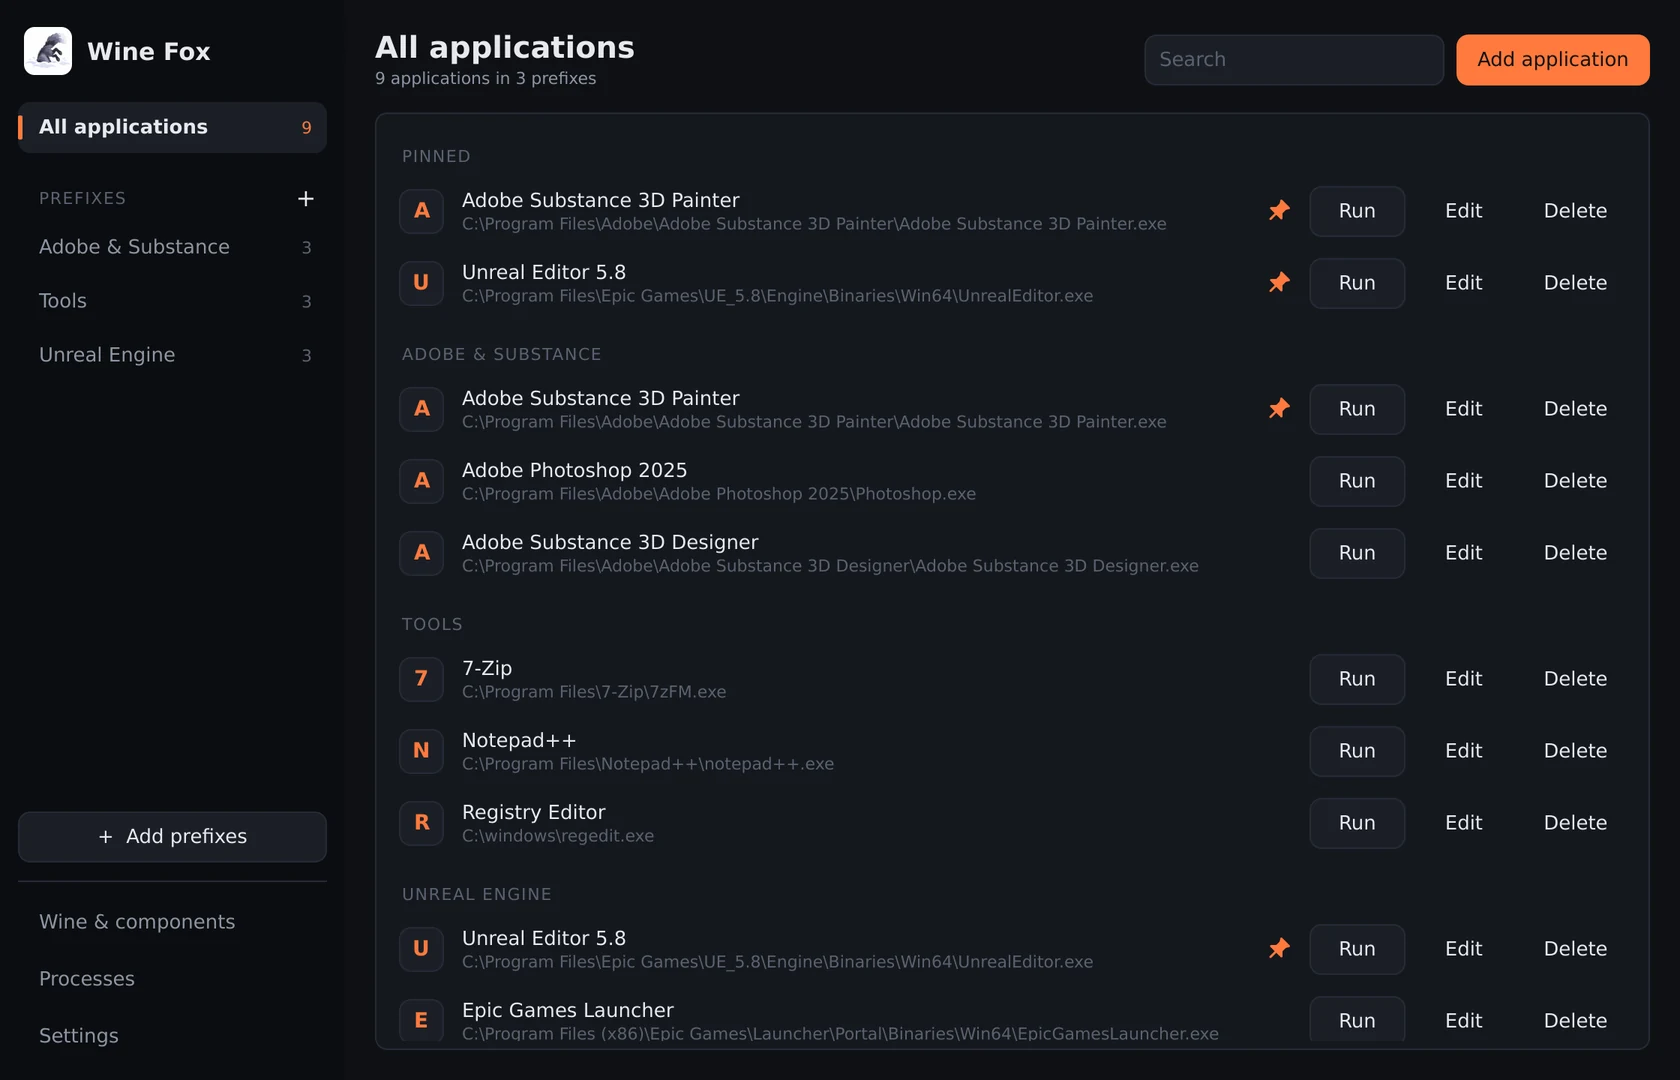 Wine Fox
All applications 9
PREFIXES +
Adobe & Substance 3
Tools 3
Unreal Engine 3
+ Add prefixes
Wine & components
Processes
Settings
All applications
9 applications in 3 prefixes
Search
Add application
PINNED
A Adobe Substance 3D Painter
C:\Program Files\Adobe\Adobe Substance 3D Painter\Adobe Substance 3D Painter.exe
Run Edit Delete
U Unreal Editor 5.8
C:\Program Files\Epic Games\UE_5.8\Engine\Binaries\Win64\UnrealEditor.exe
Run Edit Delete
ADOBE & SUBSTANCE
A Adobe Substance 3D Painter
C:\Program Files\Adobe\Adobe Substance 3D Painter\Adobe Substance 3D Painter.exe
Run Edit Delete
A Adobe Photoshop 2025
C:\Program Files\Adobe\Adobe Photoshop 2025\Photoshop.exe
Run Edit Delete
A Adobe Substance 3D Designer
C:\Program Files\Adobe\Adobe Substance 3D Designer\Adobe Substance 3D Designer.exe
Run Edit Delete
TOOLS
7 7-Zip
C:\Program Files\7-Zip\7zFM.exe
Run Edit Delete
N Notepad++
C:\Program Files\Notepad++\notepad++.exe
Run Edit Delete
R Registry Editor
C:\windows\regedit.exe
Run Edit Delete
UNREAL ENGINE
U Unreal Editor 5.8
C:\Program Files\Epic Games\UE_5.8\Engine\Binaries\Win64\UnrealEditor.exe
Run Edit Delete
E Epic Games Launcher
C:\Program Files (x86)\Epic Games\Launcher\Portal\Binaries\Win64\EpicGamesLauncher.exe
Run Edit Delete